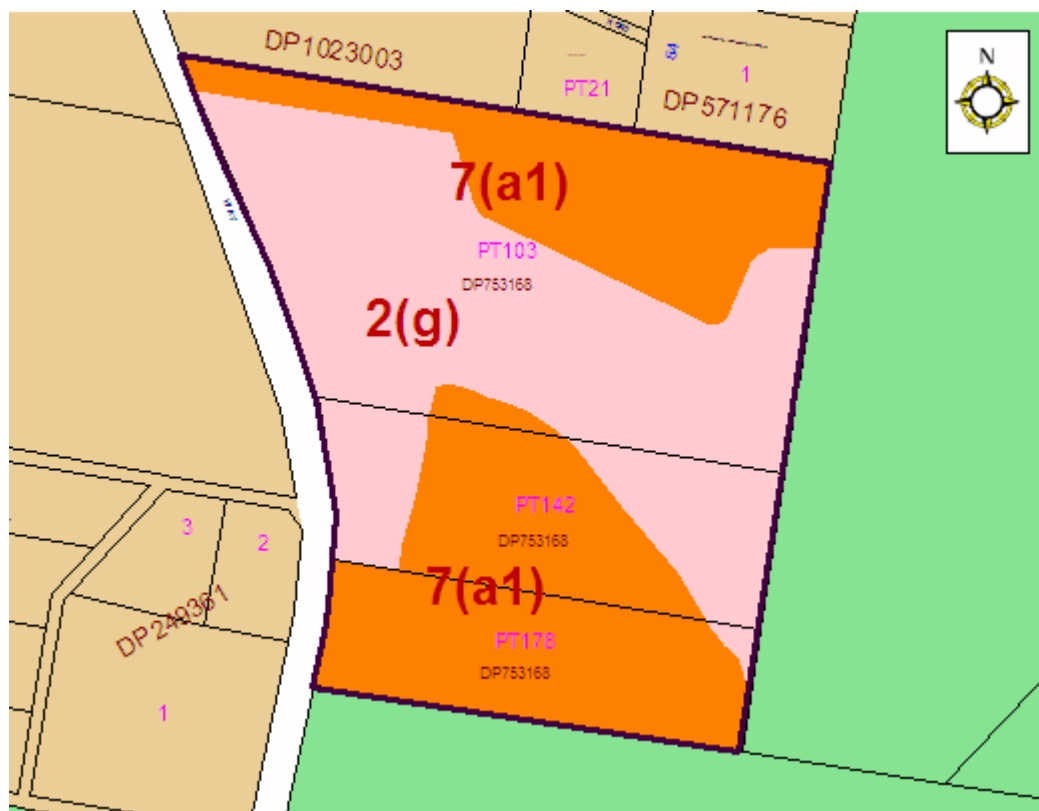 DP1023003
PT21
1
DP571176
N
7(a1)
PT103
DP753168
2(g)
PT142
DP753168
3
2
7(a1)
DP249361
PT178
DP753168
1